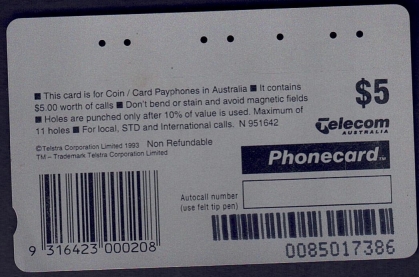 ■ This card is for Coin / Card Payphones in Australia ■ It contains
$5.00 worth of calls ■ Don't bend or stain and avoid magnetic fields
■ Holes are punched only after 10% of value is used. Maximum of
11 holes ■ For local, STD and International calls. N 951642
$5
Telecom
AUSTRALIA
©Telstra Corporation Limited 1993 Non Refundable
TM – Trademark Telstra Corporation Limited
Phonecard™
Autocall number
(use felt tip pen)
9 316423 000208
0085017386